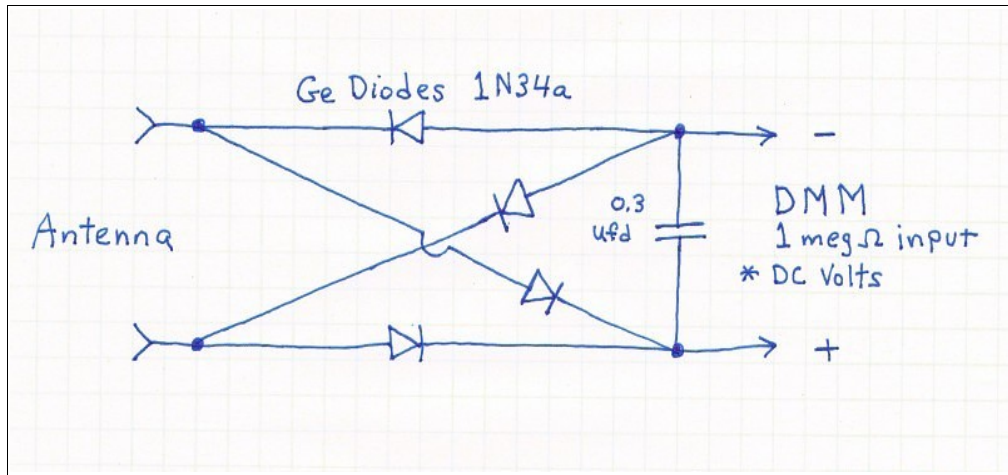 Ge Diodes 1N34a
-
Antenna
0.3
ufd
DMM
1 meg Ω input
* DC Volts
+